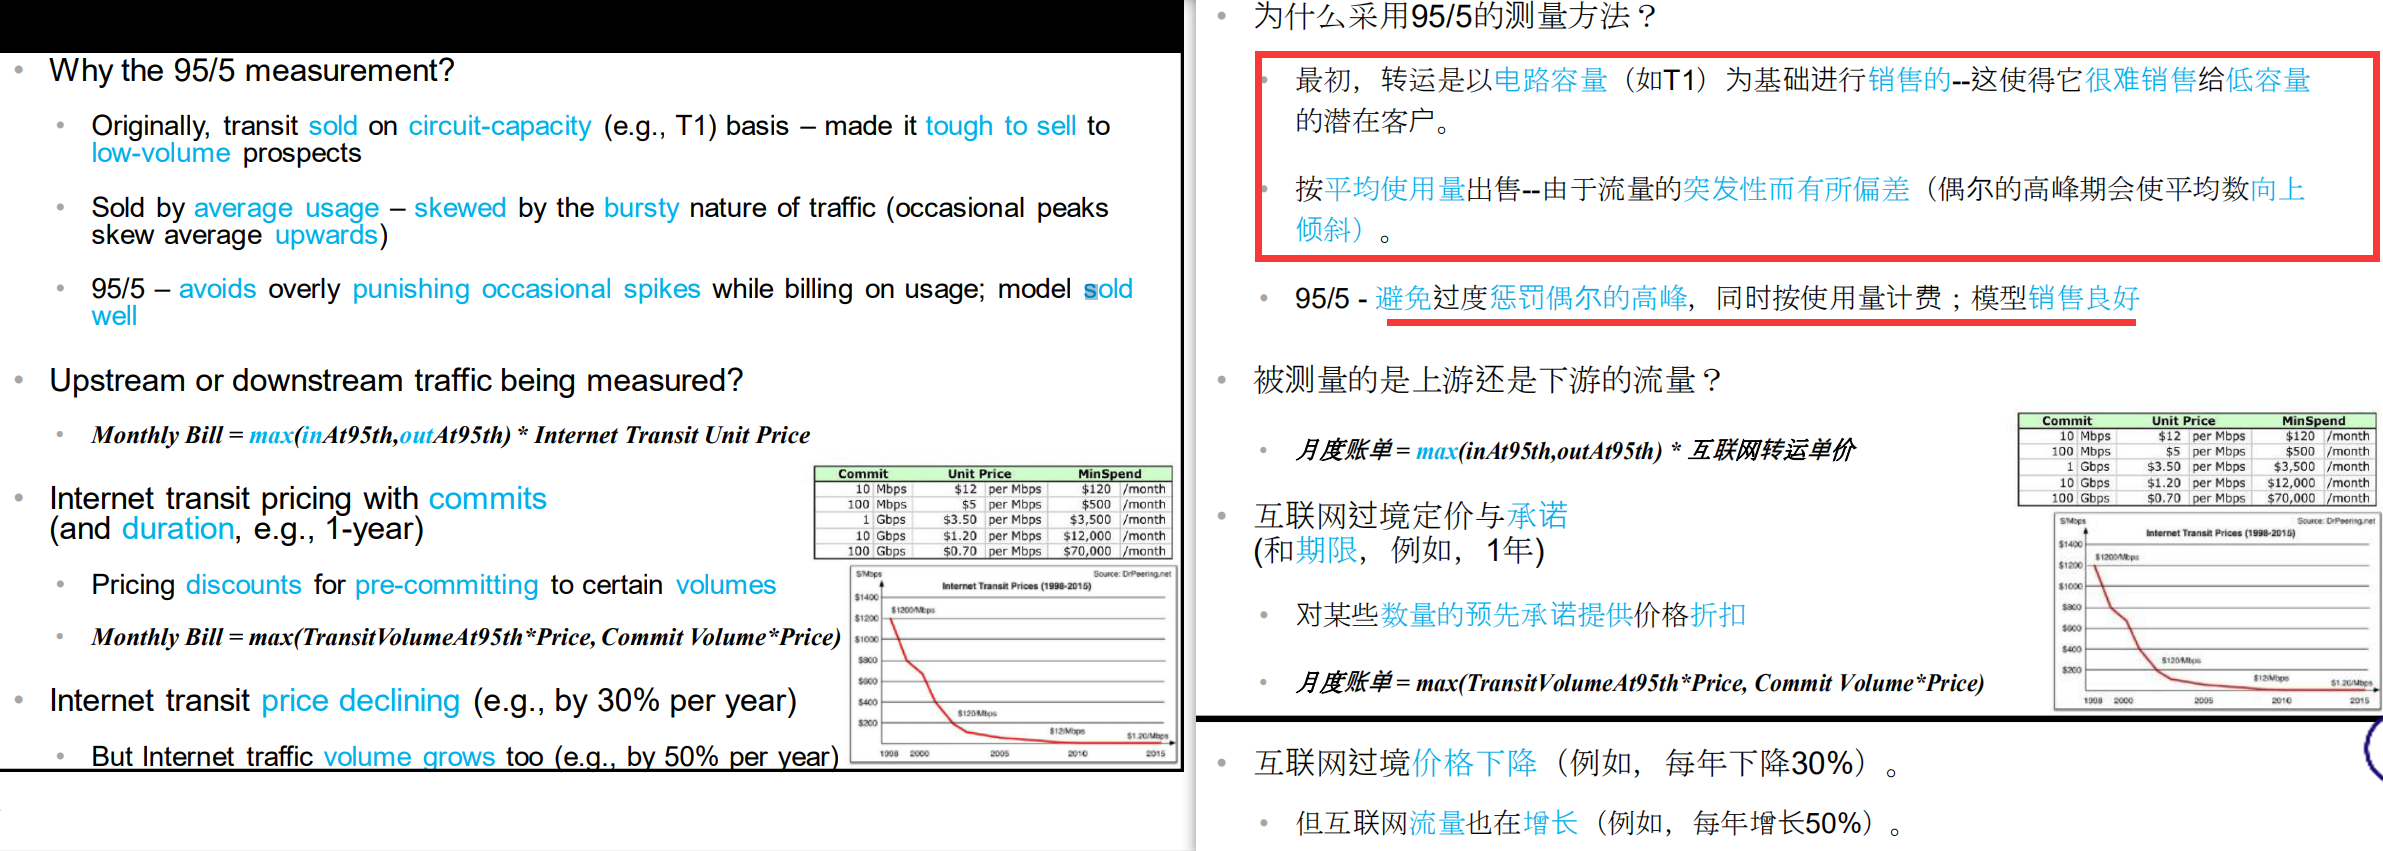 Why the 95/5 measurement?
Originally, transit sold on circuit-capacity (e.g., T1) basis – made it tough to sell to
low-volume prospects
Sold by average usage – skewed by the bursty nature of traffic (occasional peaks
skew average upwards)
95/5 – avoids overly punishing occasional spikes while billing on usage; model sold
well
Upstream or downstream traffic being measured?
Monthly Bill = max(inAt95th,outAt95th) * Internet Transit Unit Price
Internet transit pricing with commits
(and duration, e.g., 1-year)
Pricing discounts for pre-committing to certain volumes
Monthly Bill = max(TransitVolumeAt95th*Price, Commit Volume*Price)
Internet transit price declining (e.g., by 30% per year)
But Internet traffic volume grows too (e.g., by 50% per year)
Commit Unit Price MinSpend
10 Mbps $12 per Mbps $120 /month
100 Mbps $5 per Mbps $500 /month
1 Gbps $3.50 per Mbps $3,500 /month
10 Gbps $1.20 per Mbps $12,000 /month
100 Gbps $0.70 per Mbps $70,000 /month
$/Mbps Source: DrPeering.net
Internet Transit Prices (1998-2015)
$1400
$1200/Mbps
$1200
$1000
$800
$600
$400
$120/Mbps
$200
$12/Mbps
$1.20/Mbps
1998 2000 2005 2010 2015
为什么采用95/5的测量方法？
最初，转运是以电路容量（如T1）为基础进行销售的--这使得它很难销售给低容量
的潜在客户。
按平均使用量出售--由于流量的突发性而有所偏差（偶尔的高峰期会使平均数向上
倾斜）。
95/5 - 避免过度惩罚偶尔的高峰，同时按使用量计费；模型销售良好
被测量的是上游还是下游的流量？
月度账单 = max(inAt95th,outAt95th) * 互联网转运单价
互联网过境定价与承诺
(和期限，例如，1年)
对某些数量的预先承诺提供价格折扣
月度账单 = max(TransitVolumeAt95th*Price, Commit Volume*Price)
Commit Unit Price MinSpend
10 Mbps $12 per Mbps $120 /month
100 Mbps $5 per Mbps $500 /month
1 Gbps $3.50 per Mbps $3,500 /month
10 Gbps $1.20 per Mbps $12,000 /month
100 Gbps $0.70 per Mbps $70,000 /month
$/Mbps Source: DrPeering.net
Internet Transit Prices (1998-2015)
$1400
$1200/Mbps
$1200
$1000
$800
$600
$400
$120/Mbps
$200
$12/Mbps
$1.20/Mbps
1998 2000 2005 2010 2015
互联网过境价格下降（例如，每年下降30%）。
但互联网流量也在增长（例如，每年增长50%）。